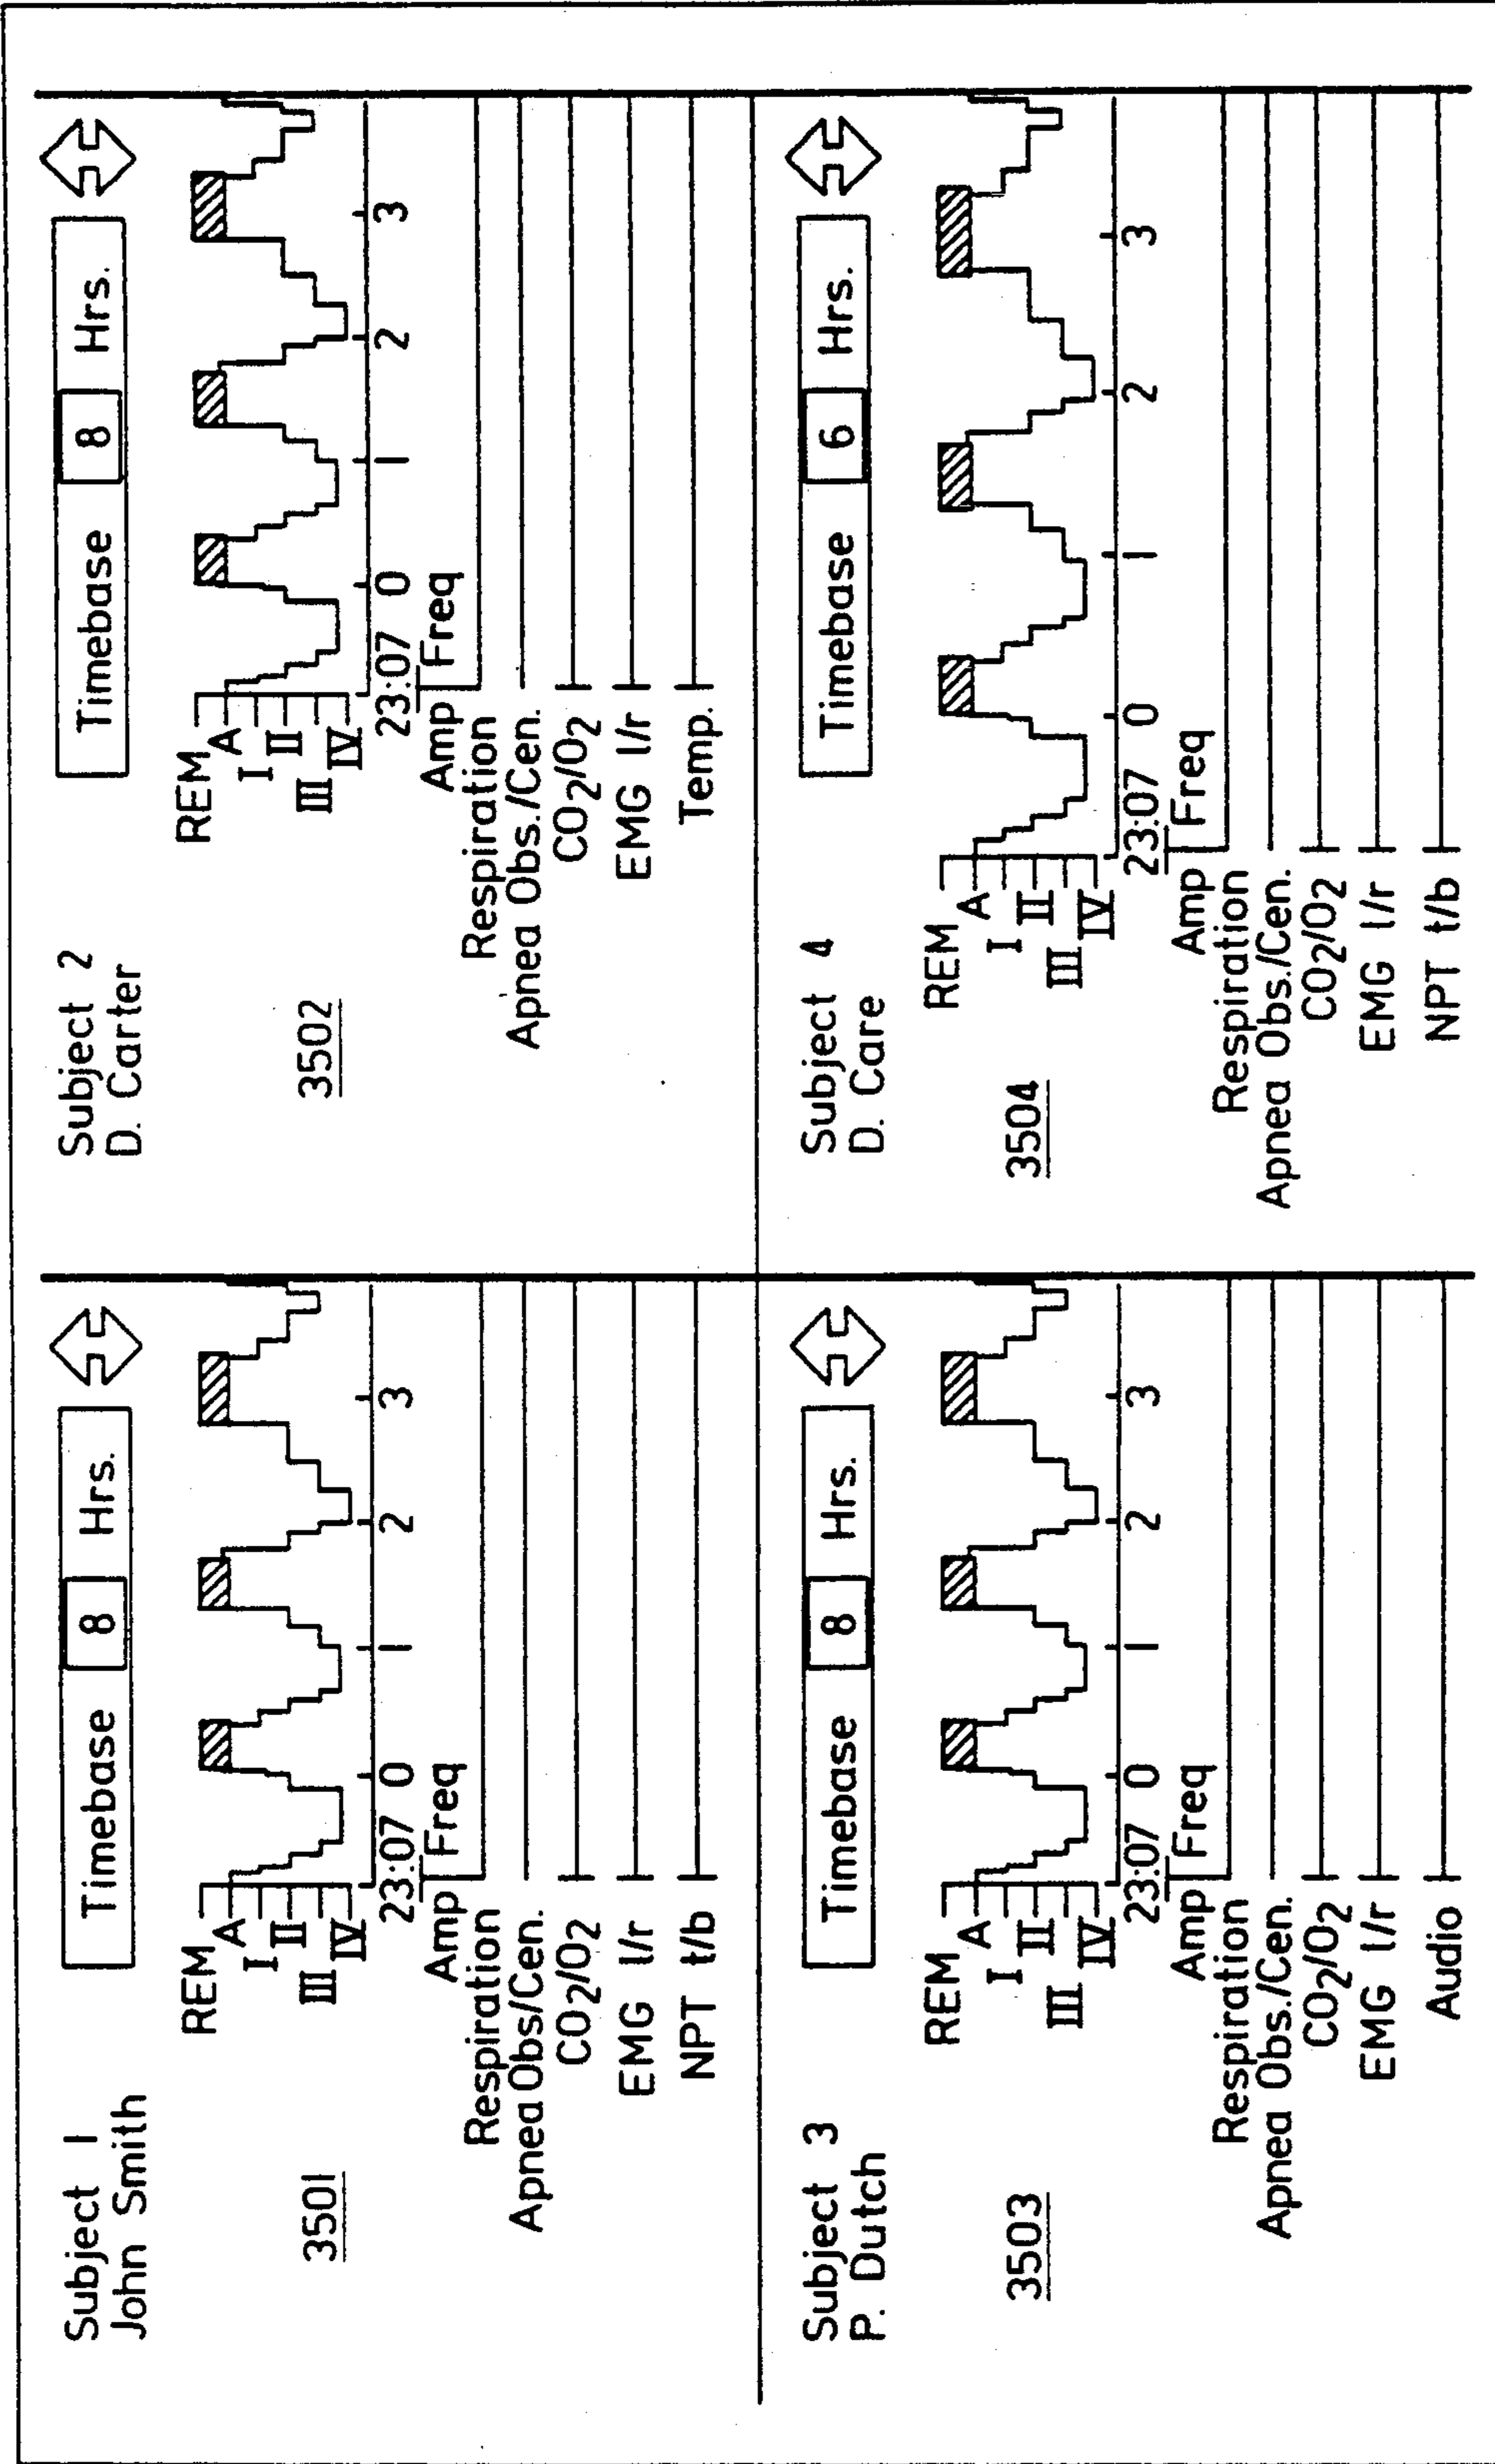 Subject 1
John Smith
Timebase 8 Hrs.
3501
REM
A
I
II
III
IV
23:07 0 1 2 3
Amp Freq
Respiration
Apnea Obs/Cen.
CO2/O2
EMG l/r
NPT t/b
Subject 2
D. Carter
Timebase 8 Hrs.
3502
REM
A
I
II
III
IV
23:07 0 1 2 3
Amp Freq
Respiration
Apnea Obs./Cen.
CO2/O2
EMG l/r
Temp.
Subject 3
P. Dutch
Timebase 8 Hrs.
3503
REM
A
I
II
III
IV
23:07 0 1 2 3
Amp Freq
Respiration
Apnea Obs./Cen.
CO2/O2
EMG l/r
Audio
Subject 4
D. Care
Timebase 6 Hrs.
3504
REM
A
I
II
III
IV
23:07 0 1 2 3
Amp Freq
Respiration
Apnea Obs./Cen.
CO2/O2
EMG l/r
NPT t/b